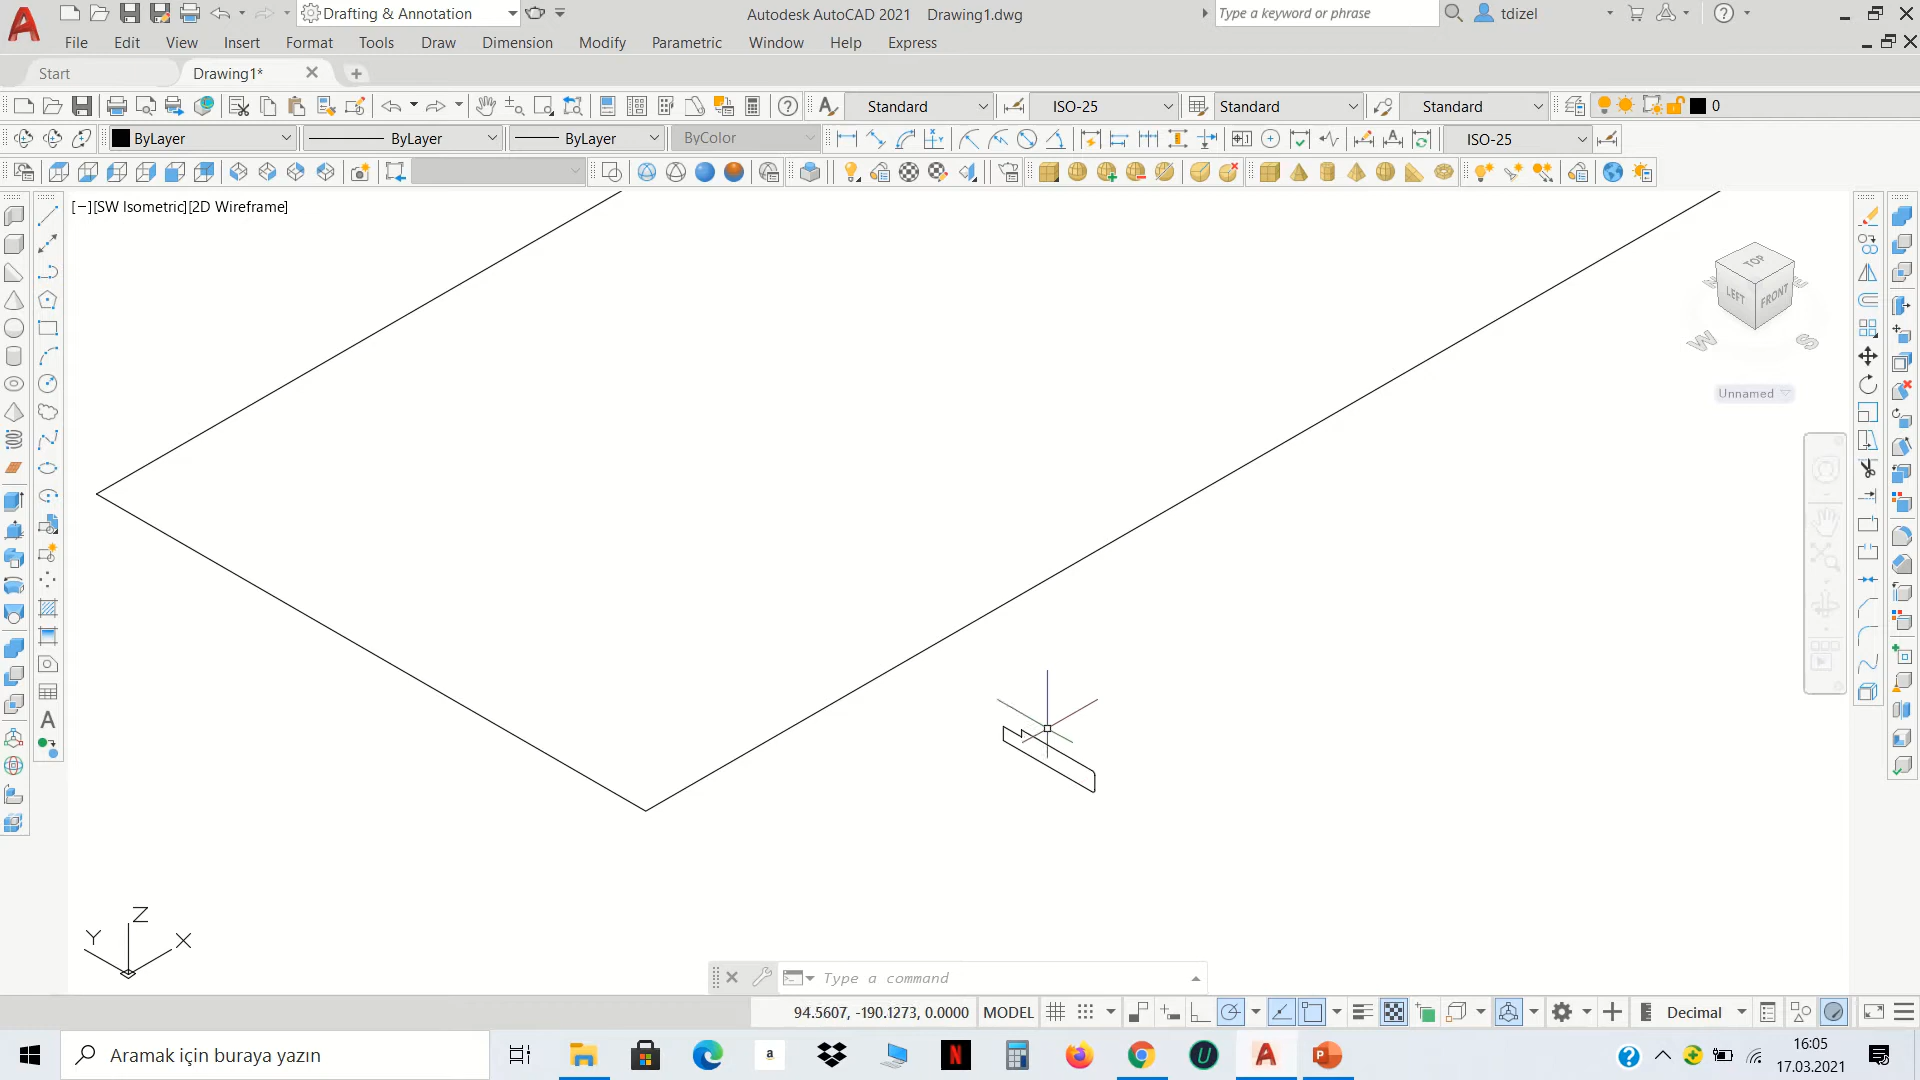 Drafting & Annotation
Autodesk AutoCAD 2021 Drawing1.dwg
Type a keyword or phrase
tdizel
File Edit View Insert Format Tools Draw Dimension Modify Parametric Window Help Express
Start
Drawing1*
Standard ISO-25 Standard Standard 0
ByLayer ByLayer ByLayer ByColor ISO-25
[−][SW Isometric][2D Wireframe]
TOP
LEFT FRONT
W S
Unnamed
Z
Y X
Type a command
94.5607, -190.1273, 0.0000 MODEL Decimal
Aramak için buraya yazın
16:05
17.03.2021